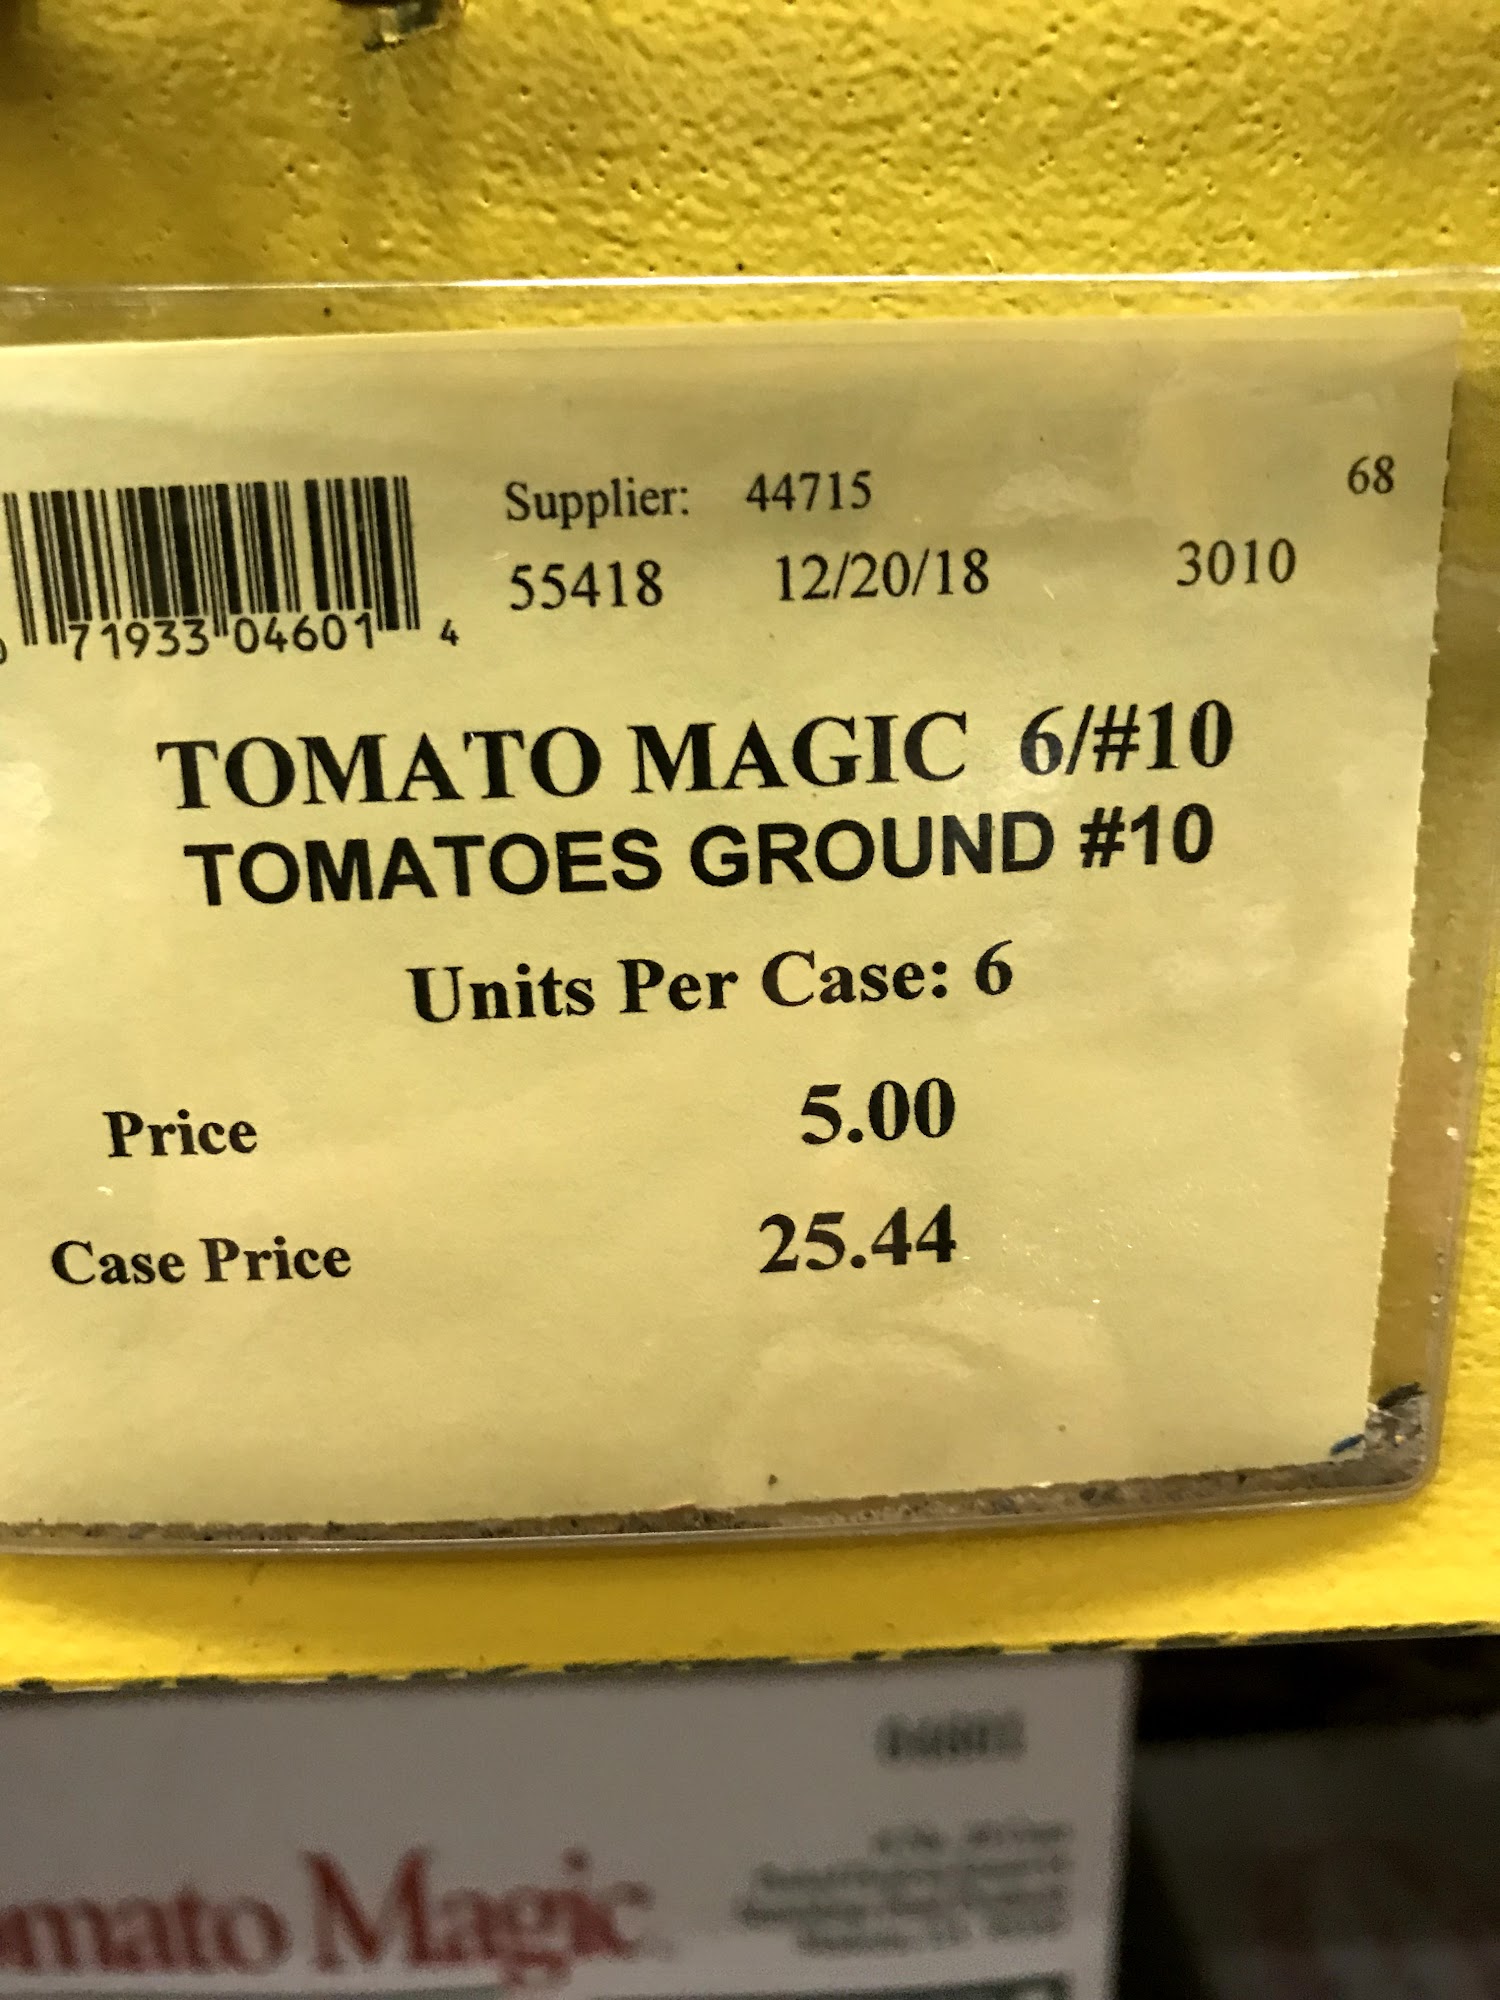 Supplier: 44715 68
55418 12/20/18 3010
71933 04601 4
TOMATO MAGIC 6/#10
TOMATOES GROUND #10
Units Per Case: 6
Price 5.00
Case Price 25.44
mato Magic